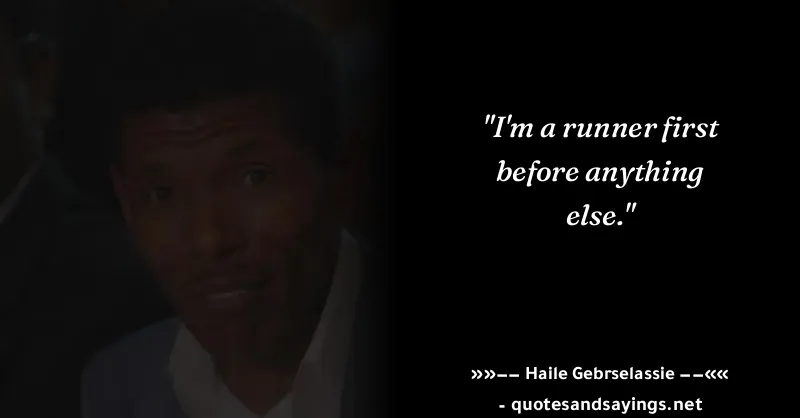 "I'm a runner first
before anything
else."
»»−− Haile Gebrselassie −−««
- quotesandsayings.net